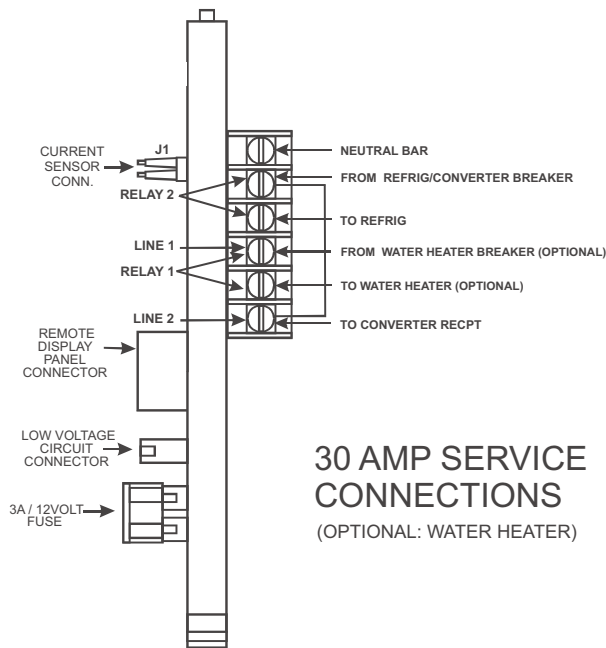 J1
CURRENT
SENSOR
CONN.
RELAY 2
LINE 1
RELAY 1
LINE 2
REMOTE
DISPLAY
PANEL
CONNECTOR
LOW VOLTAGE
CIRCUIT
CONNECTOR
3A / 12VOLT
FUSE
NEUTRAL BAR
FROM REFRIG/CONVERTER BREAKER
TO REFRIG
FROM WATER HEATER BREAKER (OPTIONAL)
TO WATER HEATER (OPTIONAL)
TO CONVERTER RECPT
30 AMP SERVICE
CONNECTIONS
(OPTIONAL: WATER HEATER)